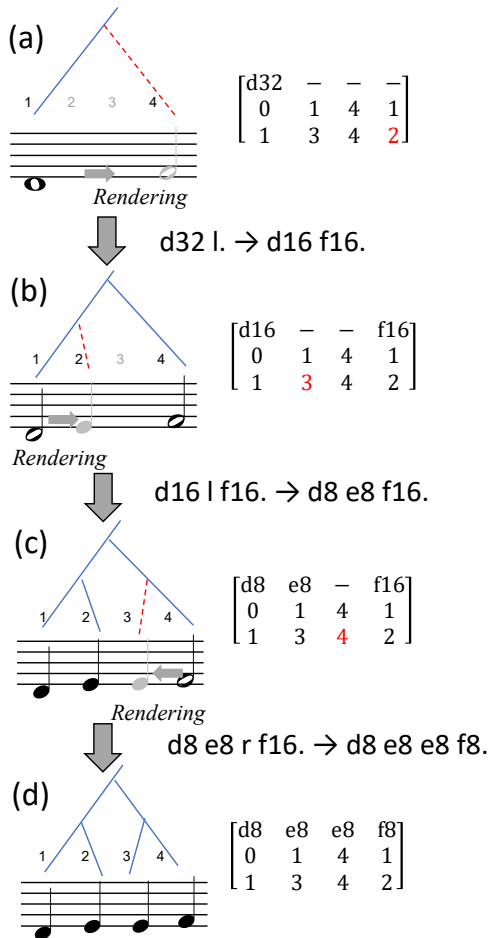 (a)
1 2 3 4
d32 − − −
0 1 4 1
1 3 4 2
Rendering
d32 l. → d16 f16.
(b)
1 2 3 4
d16 − − f16
0 1 4 1
1 3 4 2
Rendering
d16 l f16. → d8 e8 f16.
(c)
1 2 3 4
d8 e8 − f16
0 1 4 1
1 3 4 2
Rendering
d8 e8 r f16. → d8 e8 e8 f8.
(d)
1 2 3 4
d8 e8 e8 f8
0 1 4 1
1 3 4 2